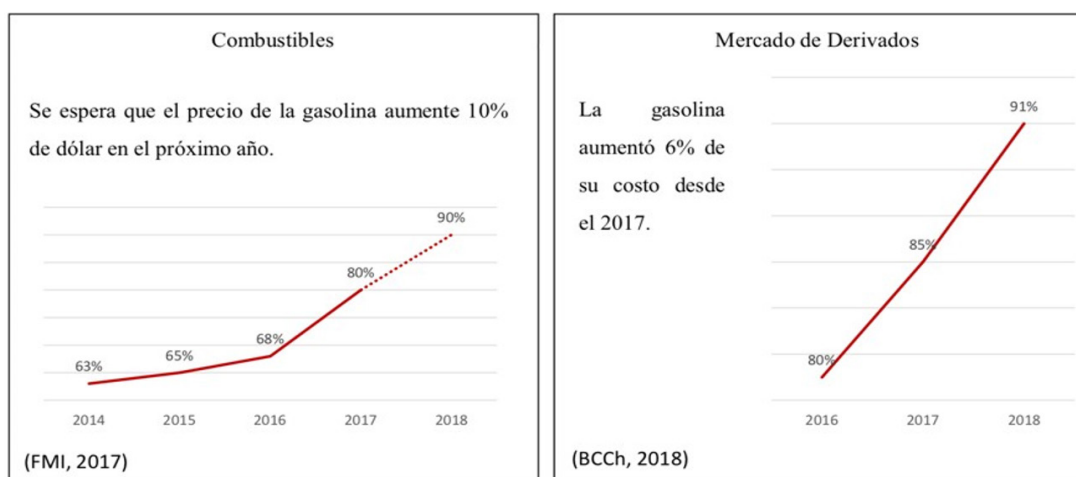 Combustibles
Se espera que el precio de la gasolina aumente 10%
de dólar en el próximo año.
90%
80%
68%
65%
63%
2014 2015 2016 2017 2018
(FMI, 2017)
Mercado de Derivados
La gasolina
aumentó 6% de
su costo desde
el 2017.
91%
85%
80%
2016 2017 2018
(BCCh, 2018)